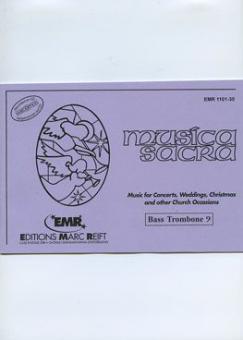 EMR 1101-30
musica
sacra
Music for Concerts, Weddings, Christmas
and other Church Occasions
Bass Trombone 9
EMR
EDITIONS MARC REIFT